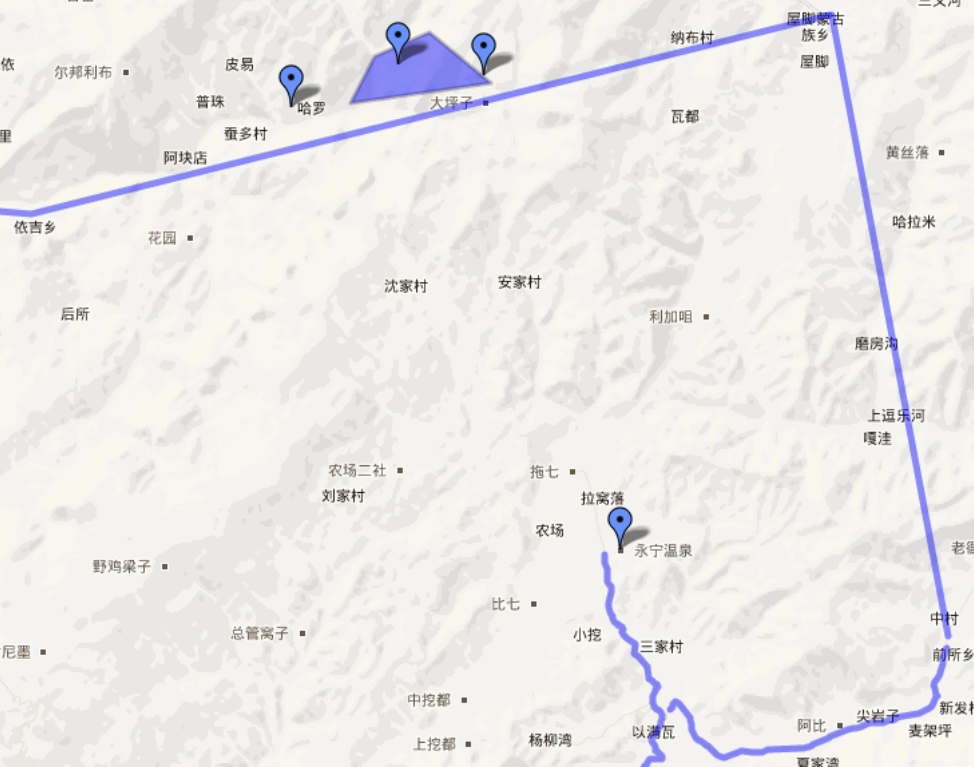 三叉河
屋脚蒙古
族乡
纳布村
依
尔邦利布
皮易
屋脚
普珠
哈罗
大坪子
瓦都
里
蚕多村
阿块店
黄丝落
依吉乡
花园
哈拉米
沈家村
安家村
后所
利加咀
磨房沟
上逗乐河
嘎洼
农场二社
拖七
刘家村
拉窝落
农场
永宁温泉
野鸡梁子
比七
中村
总管窝子
小挖
三家村
尼墨
前所乡
中挖都
新发村
尖岩子
阿比
以满瓦
麦架坪
上挖都
杨柳湾
夏家湾